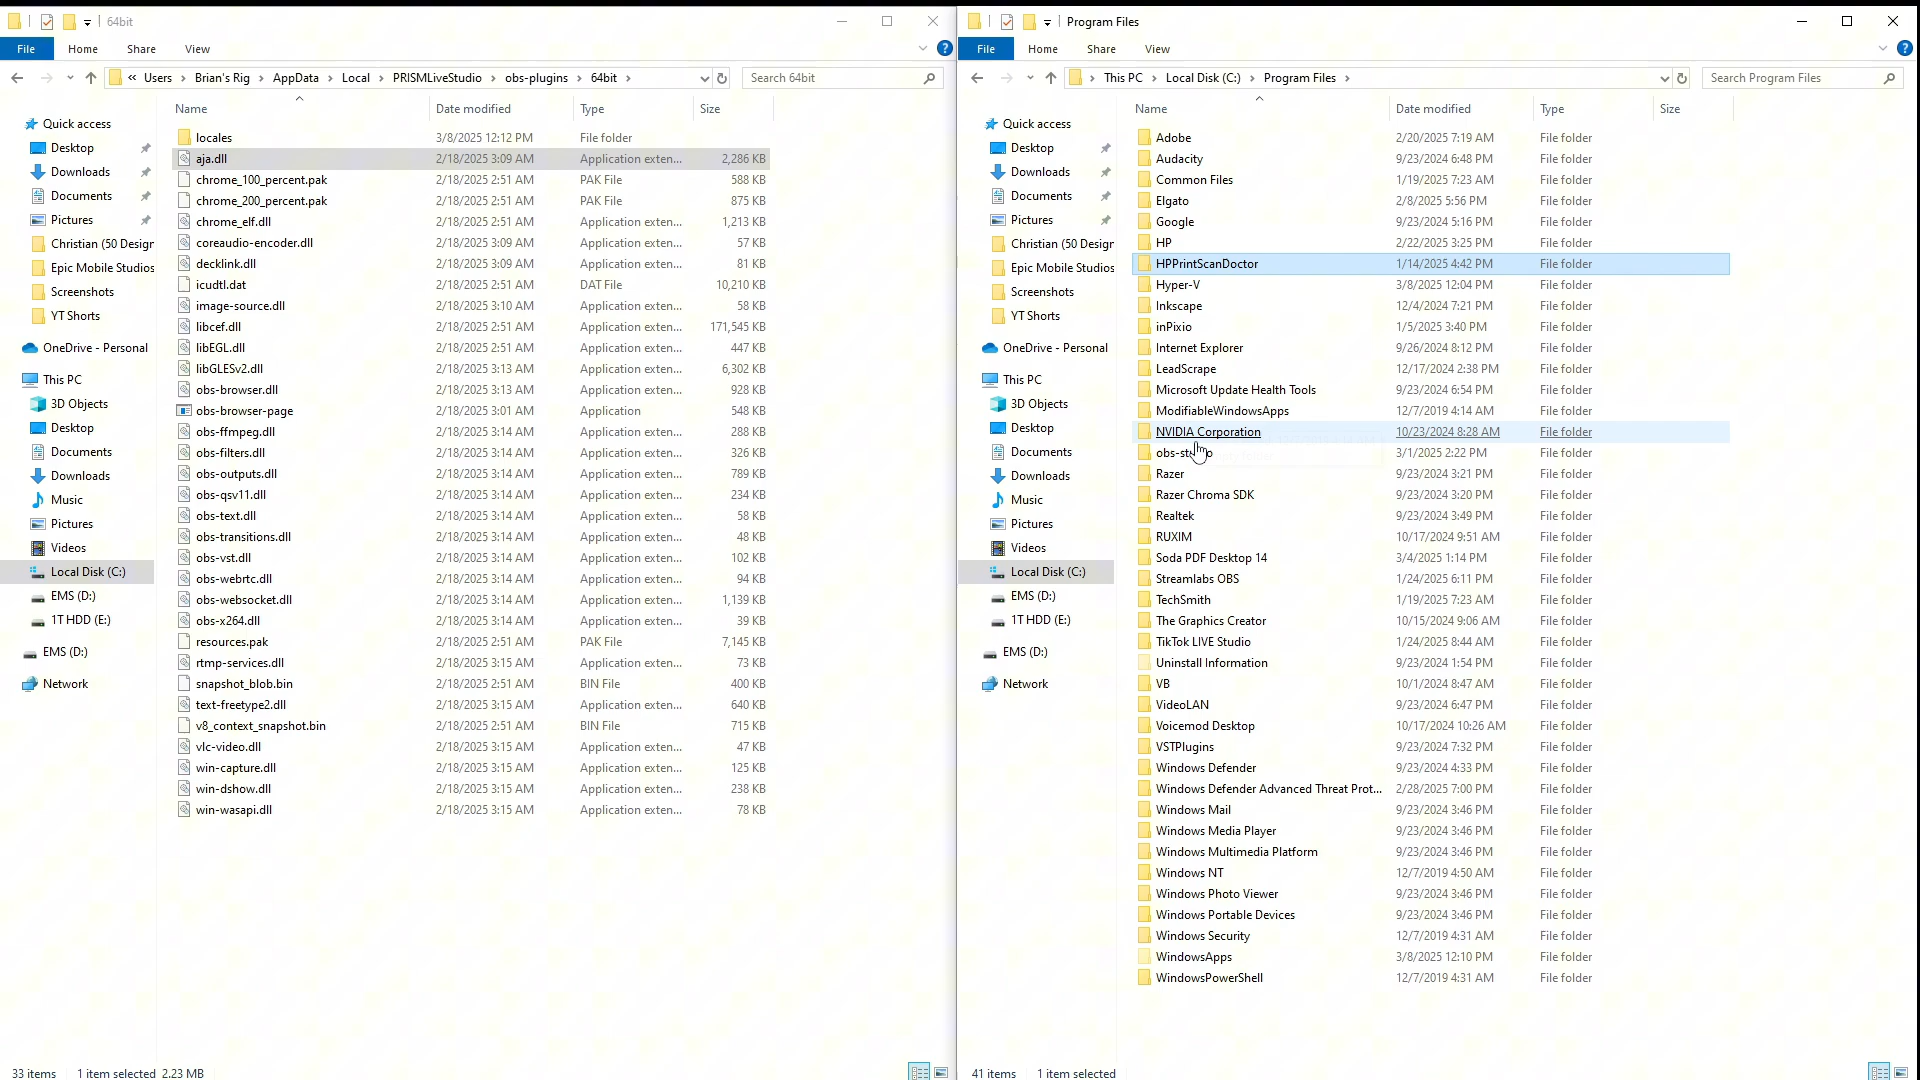 64bit
File Home Share View
« Users > Brian's Rig > AppData > Local > PRISMLiveStudio > obs-plugins > 64bit >
Search 64bit
Quick access
Desktop
Downloads
Documents
Pictures
Christian (50 Design
Epic Mobile Studios
Screenshots
YT Shorts
OneDrive - Personal
This PC
3D Objects
Desktop
Documents
Downloads
Music
Pictures
Videos
Local Disk (C:)
EMS (D:)
1T HDD (E:)
EMS (D:)
Network
Name Date modified Type Size
locales 3/8/2025 12:12 PM File folder
aja.dll 2/18/2025 3:09 AM Application exten... 2,286 KB
chrome_100_percent.pak 2/18/2025 2:51 AM PAK File 588 KB
chrome_200_percent.pak 2/18/2025 2:51 AM PAK File 875 KB
chrome_elf.dll 2/18/2025 2:51 AM Application exten... 1,213 KB
coreaudio-encoder.dll 2/18/2025 3:09 AM Application exten... 57 KB
decklink.dll 2/18/2025 3:09 AM Application exten... 81 KB
icudtl.dat 2/18/2025 2:51 AM DAT File 10,210 KB
image-source.dll 2/18/2025 3:10 AM Application exten... 58 KB
libcef.dll 2/18/2025 2:51 AM Application exten... 171,545 KB
libEGL.dll 2/18/2025 2:51 AM Application exten... 447 KB
libGLESv2.dll 2/18/2025 3:13 AM Application exten... 6,302 KB
obs-browser.dll 2/18/2025 3:13 AM Application exten... 928 KB
obs-browser-page 2/18/2025 3:01 AM Application 548 KB
obs-ffmpeg.dll 2/18/2025 3:14 AM Application exten... 288 KB
obs-filters.dll 2/18/2025 3:14 AM Application exten... 326 KB
obs-outputs.dll 2/18/2025 3:14 AM Application exten... 789 KB
obs-qsv11.dll 2/18/2025 3:14 AM Application exten... 234 KB
obs-text.dll 2/18/2025 3:14 AM Application exten... 58 KB
obs-transitions.dll 2/18/2025 3:14 AM Application exten... 48 KB
obs-vst.dll 2/18/2025 3:14 AM Application exten... 102 KB
obs-webrtc.dll 2/18/2025 3:14 AM Application exten... 94 KB
obs-websocket.dll 2/18/2025 3:14 AM Application exten... 1,139 KB
obs-x264.dll 2/18/2025 3:14 AM Application exten... 39 KB
resources.pak 2/18/2025 2:51 AM PAK File 7,145 KB
rtmp-services.dll 2/18/2025 3:15 AM Application exten... 73 KB
snapshot_blob.bin 2/18/2025 2:51 AM BIN File 400 KB
text-freetype2.dll 2/18/2025 3:15 AM Application exten... 640 KB
v8_context_snapshot.bin 2/18/2025 2:51 AM BIN File 715 KB
vlc-video.dll 2/18/2025 3:15 AM Application exten... 47 KB
win-capture.dll 2/18/2025 3:15 AM Application exten... 125 KB
win-dshow.dll 2/18/2025 3:15 AM Application exten... 238 KB
win-wasapi.dll 2/18/2025 3:15 AM Application exten... 78 KB
33 items 1 item selected 2.23 MB
Program Files
File Home Share View
> This PC > Local Disk (C:) > Program Files >
Search Program Files
Quick access
Desktop
Downloads
Documents
Pictures
Christian (50 Design
Epic Mobile Studios
Screenshots
YT Shorts
OneDrive - Personal
This PC
3D Objects
Desktop
Documents
Downloads
Music
Pictures
Videos
Local Disk (C:)
EMS (D:)
1T HDD (E:)
EMS (D:)
Network
Name Date modified Type Size
Adobe 2/20/2025 7:19 AM File folder
Audacity 9/23/2024 6:48 PM File folder
Common Files 1/19/2025 7:23 AM File folder
Elgato 2/8/2025 5:56 PM File folder
Google 9/23/2024 5:16 PM File folder
HP 2/22/2025 3:25 PM File folder
HPPrintScanDoctor 1/14/2025 4:42 PM File folder
Hyper-V 3/8/2025 12:04 PM File folder
Inkscape 12/4/2024 7:21 PM File folder
inPixio 1/5/2025 3:40 PM File folder
Internet Explorer 9/26/2024 8:12 PM File folder
LeadScrape 12/17/2024 2:38 PM File folder
Microsoft Update Health Tools 9/23/2024 6:54 PM File folder
ModifiableWindowsApps 12/7/2019 4:14 AM File folder
NVIDIA Corporation 10/23/2024 8:28 AM File folder
3/1/2025 2:22 PM File folder
Razer 9/23/2024 3:21 PM File folder
Razer Chroma SDK 9/23/2024 3:20 PM File folder
Realtek 9/23/2024 3:49 PM File folder
RUXIM 10/17/2024 9:51 AM File folder
Soda PDF Desktop 14 3/4/2025 1:14 PM File folder
Streamlabs OBS 1/24/2025 6:11 PM File folder
TechSmith 1/19/2025 7:23 AM File folder
The Graphics Creator 10/15/2024 9:06 AM File folder
TikTok LIVE Studio 1/24/2025 8:44 AM File folder
Uninstall Information 9/23/2024 1:54 PM File folder
VB 10/1/2024 8:47 AM File folder
VideoLAN 9/23/2024 6:47 PM File folder
Voicemod Desktop 10/17/2024 10:26 AM File folder
VSTPlugins 9/23/2024 7:32 PM File folder
Windows Defender 9/23/2024 4:33 PM File folder
Windows Defender Advanced Threat Prot... 2/28/2025 7:00 PM File folder
Windows Mail 9/23/2024 3:46 PM File folder
Windows Media Player 9/23/2024 3:46 PM File folder
Windows Multimedia Platform 9/23/2024 3:46 PM File folder
Windows NT 12/7/2019 4:50 AM File folder
Windows Photo Viewer 9/23/2024 3:46 PM File folder
Windows Portable Devices 9/23/2024 3:46 PM File folder
Windows Security 12/7/2019 4:31 AM File folder
WindowsApps 3/8/2025 12:10 PM File folder
WindowsPowerShell 12/7/2019 4:31 AM File folder
41 items 1 item selected